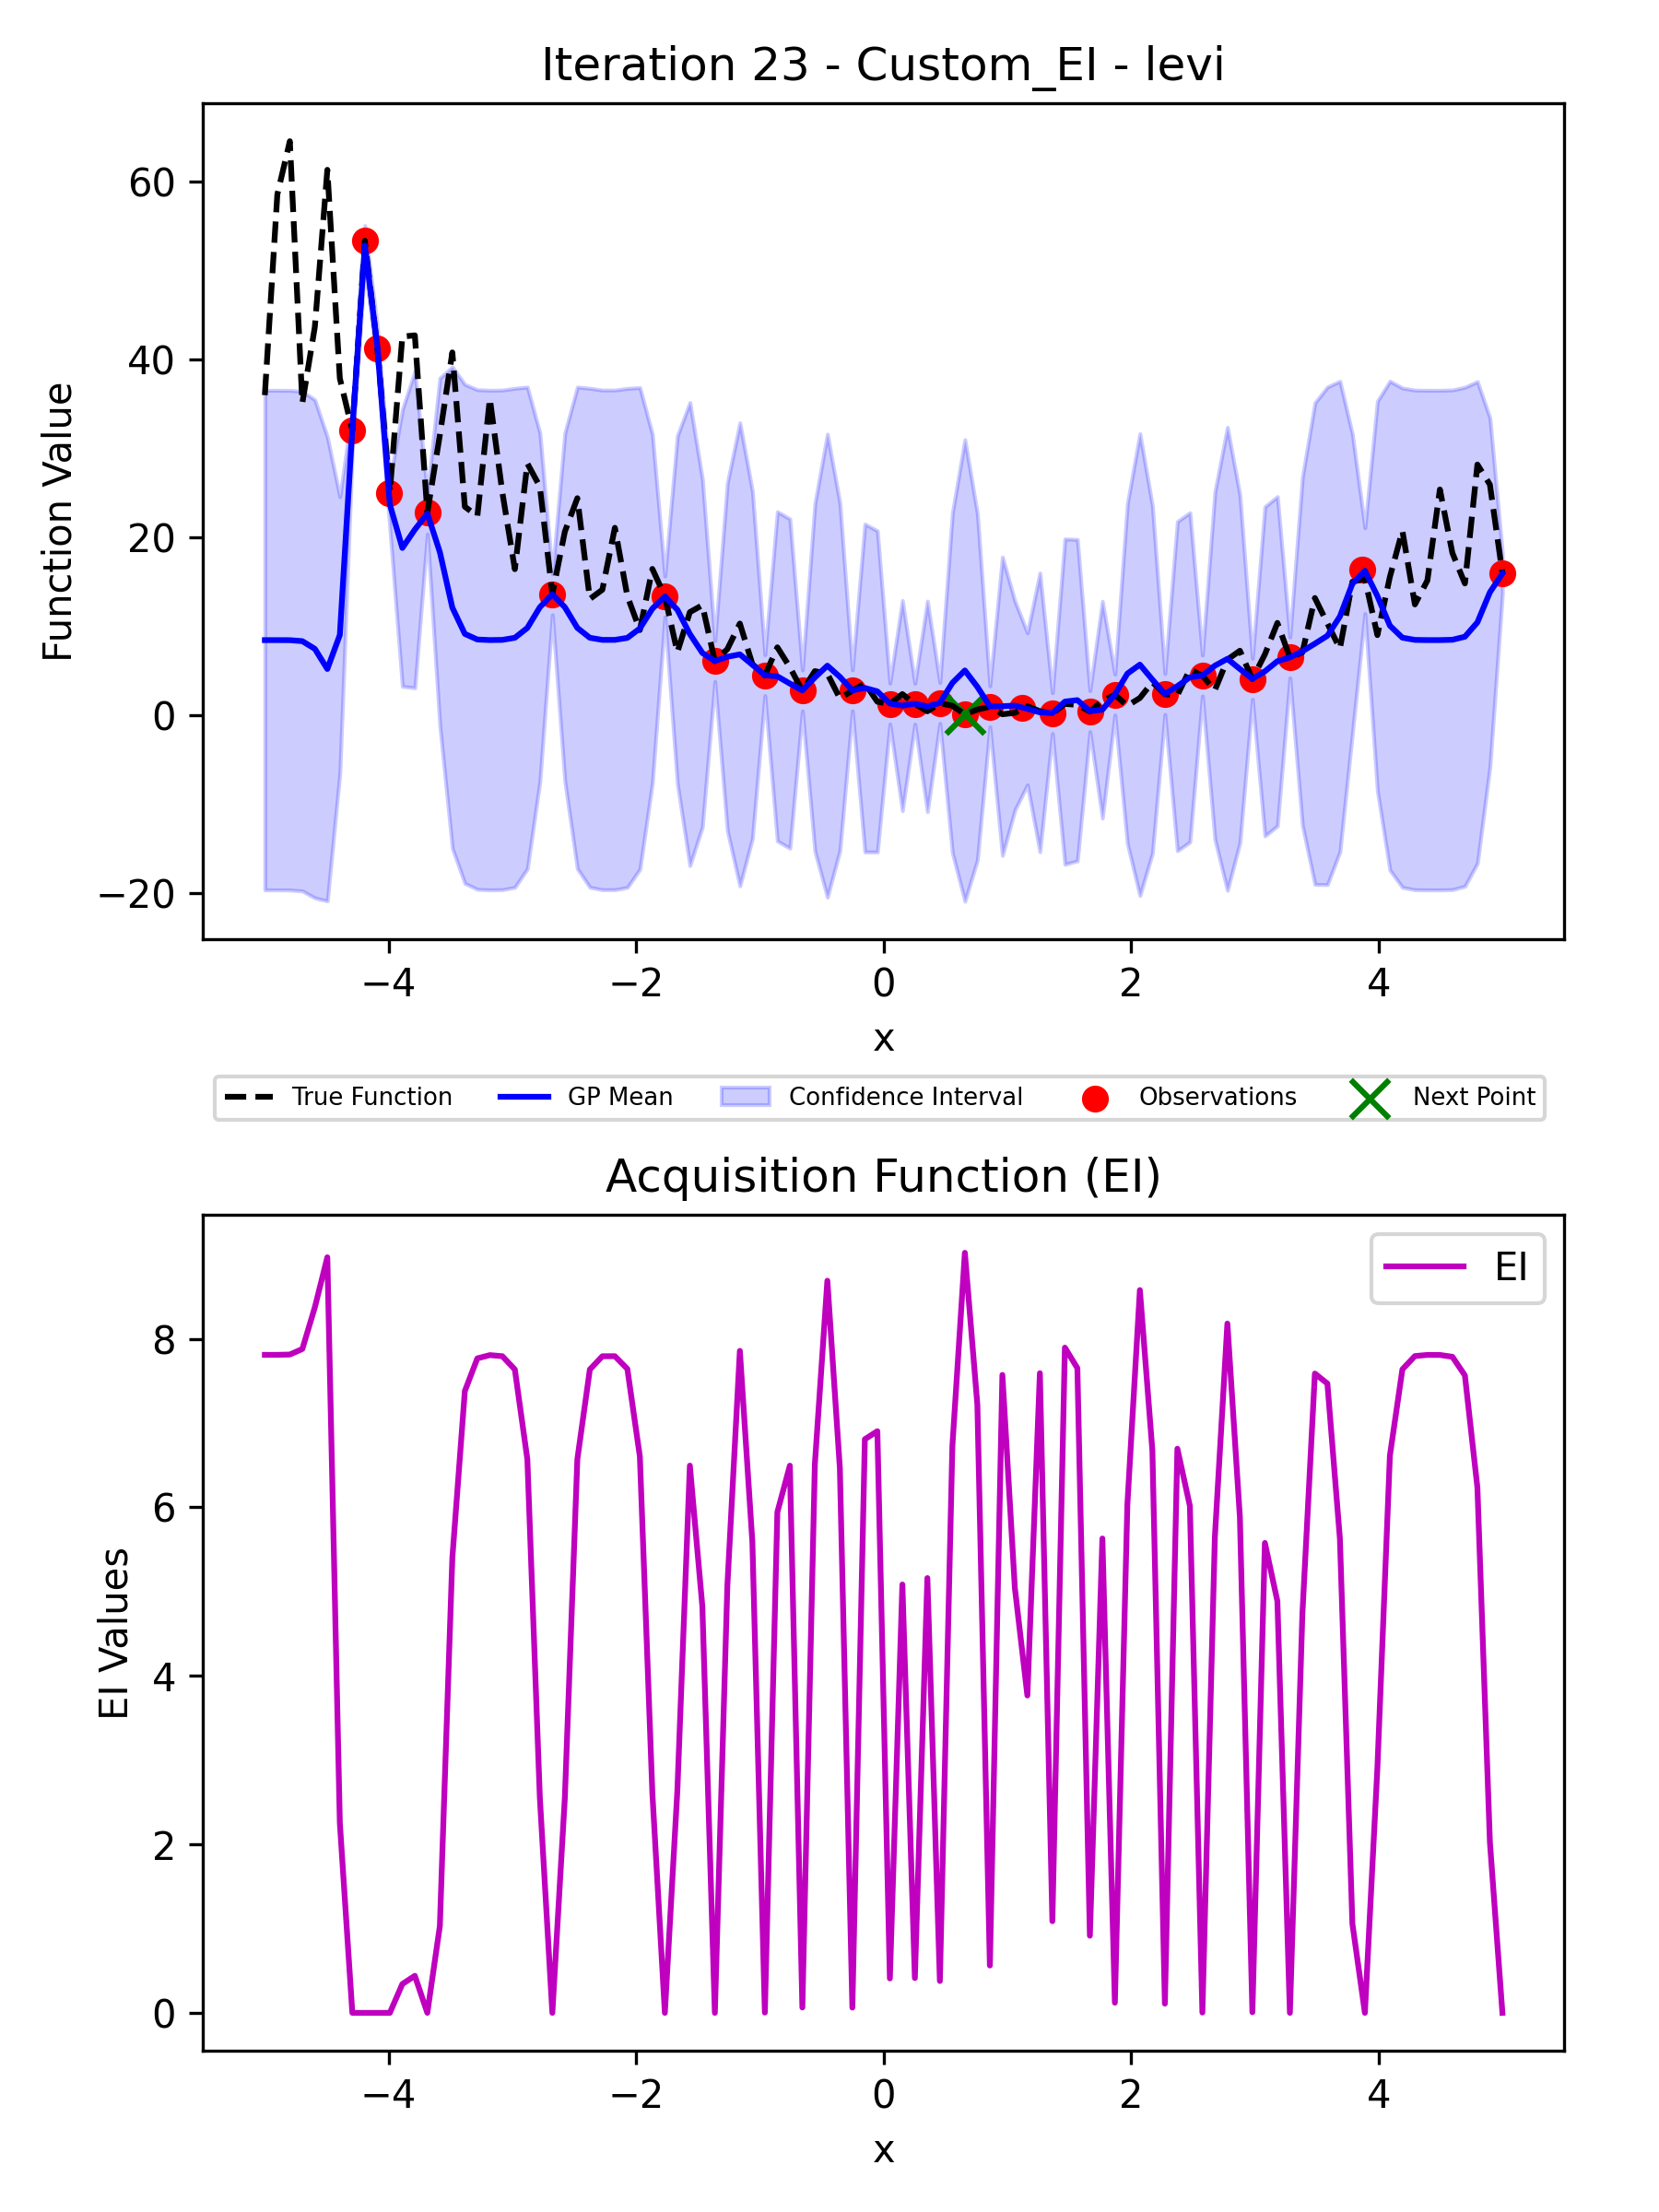 Iteration 23 - Custom_EI - levi
Function Value
60
40
20
0
−20
−4
−2
0
2
4
x
True Function
GP Mean
Confidence Interval
Observations
Next Point
Acquisition Function (EI)
EI
EI Values
8
6
4
2
0
−4
−2
0
2
4
x